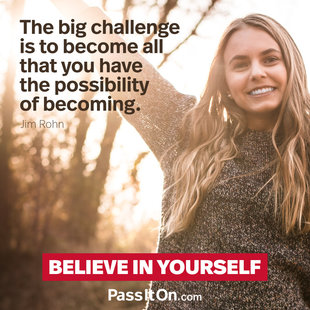 The big challenge
is to become all
that you have
the possibility
of becoming.
Jim Rohn
BELIEVE IN YOURSELF
PassItOn.com